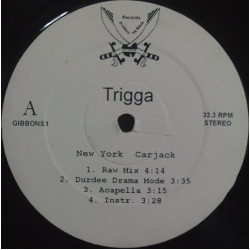 Records
Trigga
A
GIBBONS1
33.3 RPM
STEREO
New York Carjack
1. Raw Mix 4:14
2. Durdee Drama Mode 3:35
3. Acapella 3:15
4. Instr. 3:28